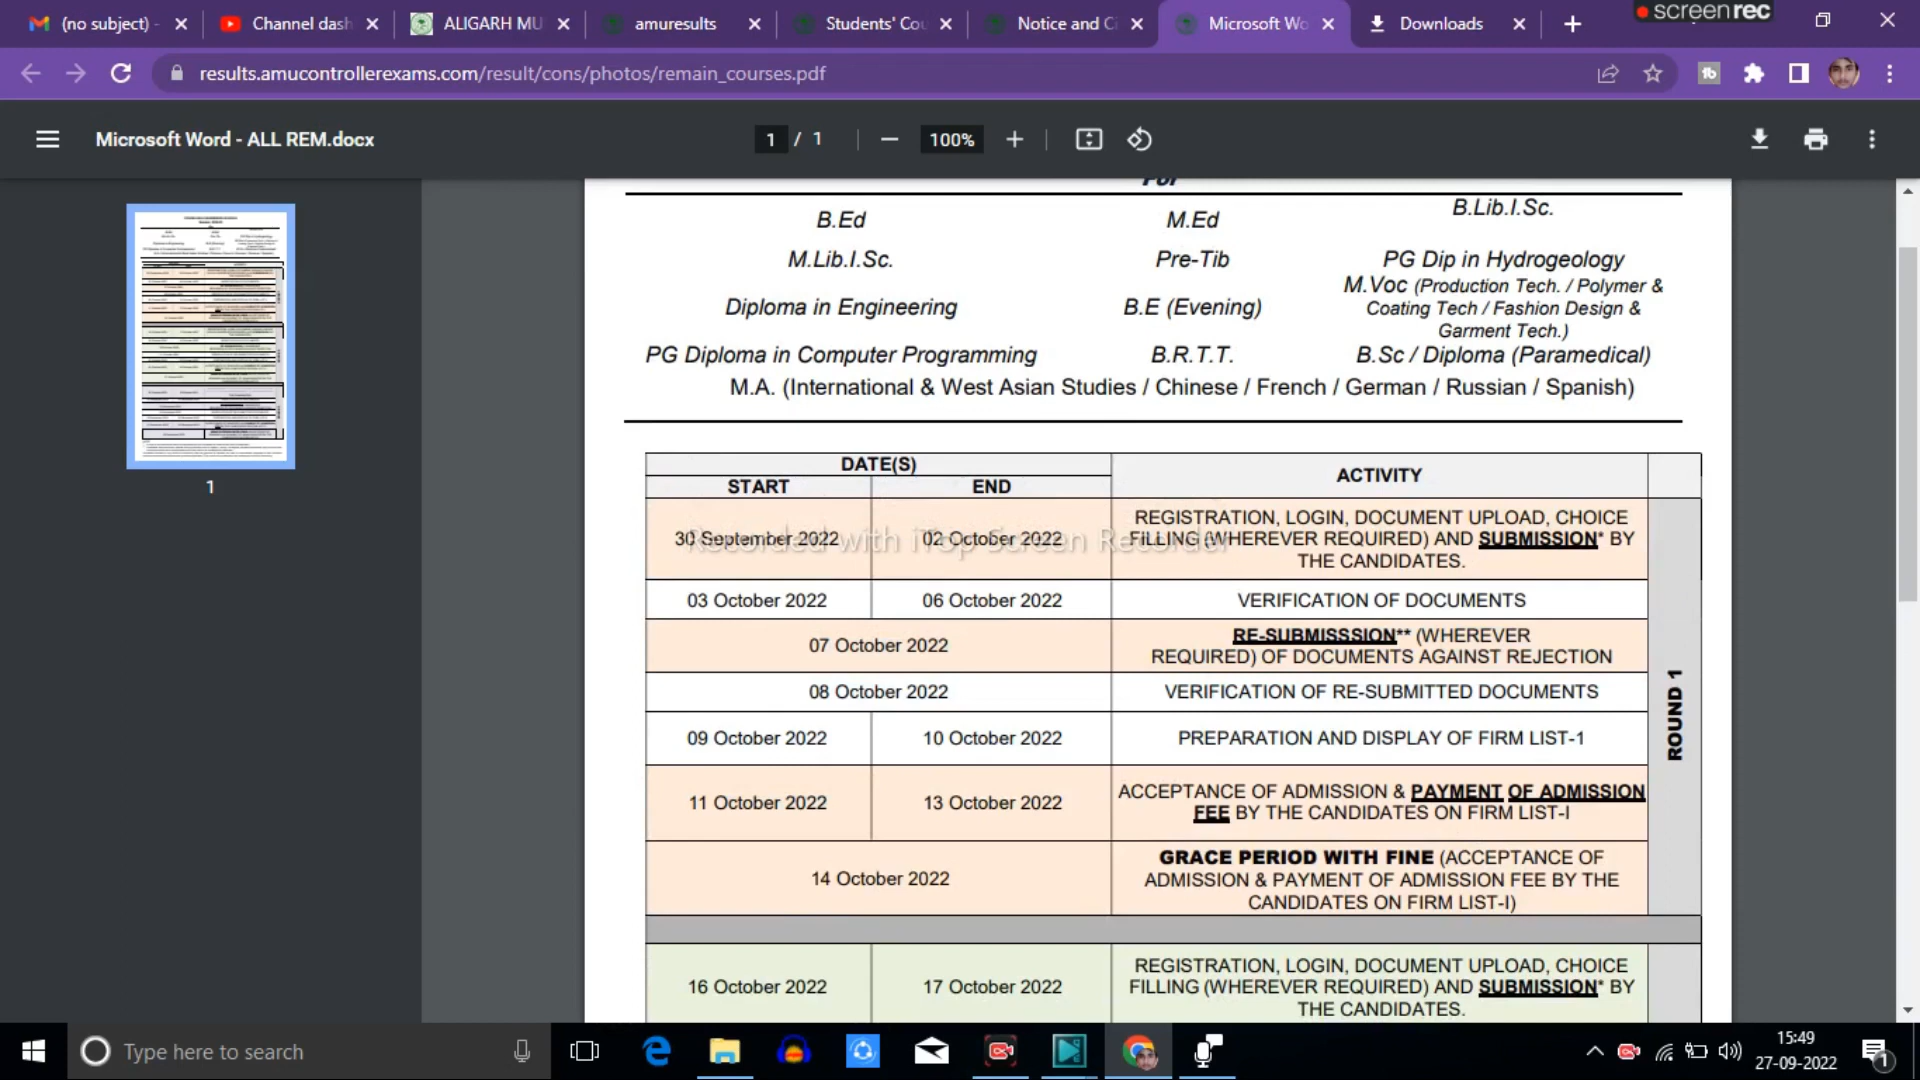 (no subject) -
Channel das
ALIGARH MU
amuresults
Students' Cou
Notice and Ci
Microsoft Wo
Downloads
screenrec
results.amucontrollerexams.com/result/cons/photos/remain_courses.pdf
Microsoft Word - ALL REM.docx
1 / 1
100%
For
B.Ed
M.Ed
B.Lib.I.Sc.
M.Lib.I.Sc.
Pre-Tib
PG Dip in Hydrogeology
Diploma in Engineering
B.E (Evening)
M.Voc (Production Tech. / Polymer &
Coating Tech / Fashion Design &
Garment Tech.)
PG Diploma in Computer Programming
B.R.T.T.
B.Sc / Diploma (Paramedical)
M.A. (International & West Asian Studies / Chinese / French / German / Russian / Spanish)
DATE(S)
START
END
ACTIVITY
30 September 2022
02 October 2022
REGISTRATION, LOGIN, DOCUMENT UPLOAD, CHOICE
FILLING (WHEREVER REQUIRED) AND SUBMISSION* BY
THE CANDIDATES.
Recorded with iTop Screen Recorder
03 October 2022
06 October 2022
VERIFICATION OF DOCUMENTS
07 October 2022
RE-SUBMISSSION** (WHEREVER
REQUIRED) OF DOCUMENTS AGAINST REJECTION
08 October 2022
VERIFICATION OF RE-SUBMITTED DOCUMENTS
09 October 2022
10 October 2022
PREPARATION AND DISPLAY OF FIRM LIST-1
11 October 2022
13 October 2022
ACCEPTANCE OF ADMISSION & PAYMENT OF ADMISSION
FEE BY THE CANDIDATES ON FIRM LIST-I
14 October 2022
GRACE PERIOD WITH FINE (ACCEPTANCE OF
ADMISSION & PAYMENT OF ADMISSION FEE BY THE
CANDIDATES ON FIRM LIST-I)
ROUND 1
16 October 2022
17 October 2022
REGISTRATION, LOGIN, DOCUMENT UPLOAD, CHOICE
FILLING (WHEREVER REQUIRED) AND SUBMISSION* BY
THE CANDIDATES.
1
Type here to search
15:49
27-09-2022
1